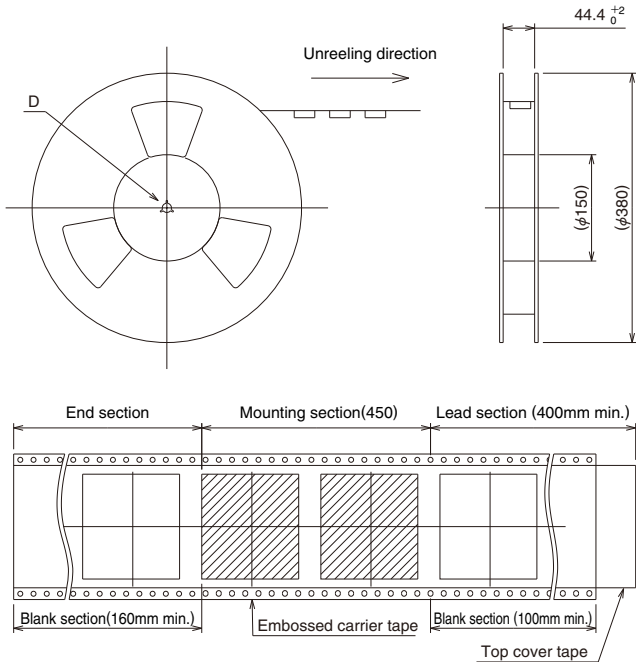 44.4 +2 0
Unreeling direction
D
(φ150)
(φ380)
End section
Mounting section(450)
Lead section (400mm min.)
Blank section(160mm min.)
Embossed carrier tape
Blank section (100mm min.)
Top cover tape